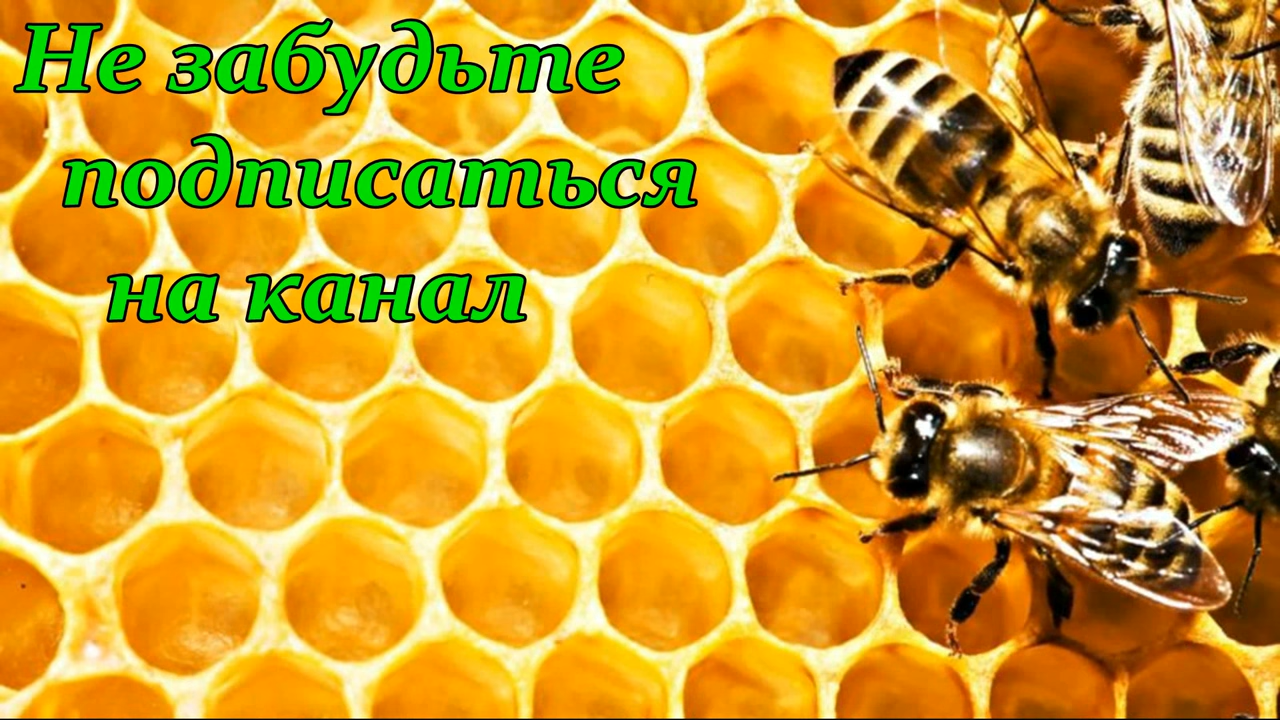 Не забудьте
подписаться
на канал